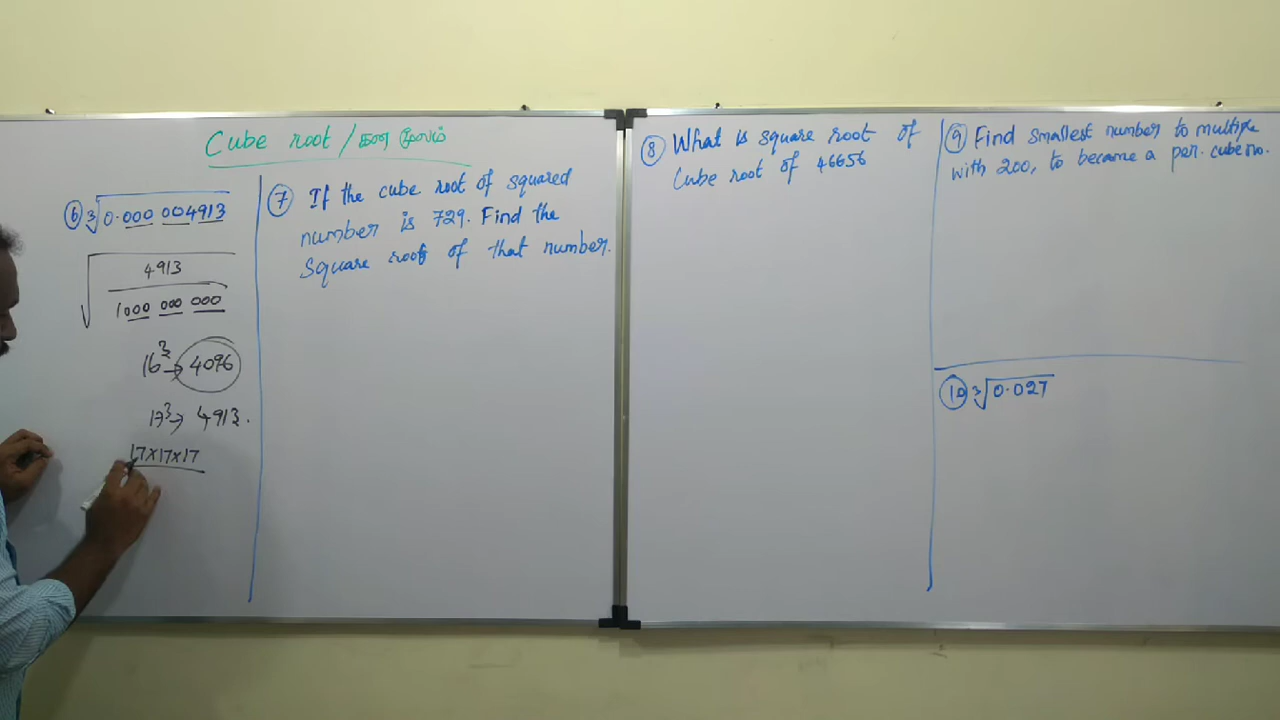 Cube root / கன மூலம்
⑥ ∛0.000 004913
√4913
1000 000 000
16³ → 4096
17³ → 4913.
17×17×17
⑦ If the cube root of squared
number is 729. Find the
Square root of that number.
⑧ What is square root of
Cube root of 46656
⑨ Find smallest number to multiple
with 200, to became a per. cube no.
⑩ ∛0.027